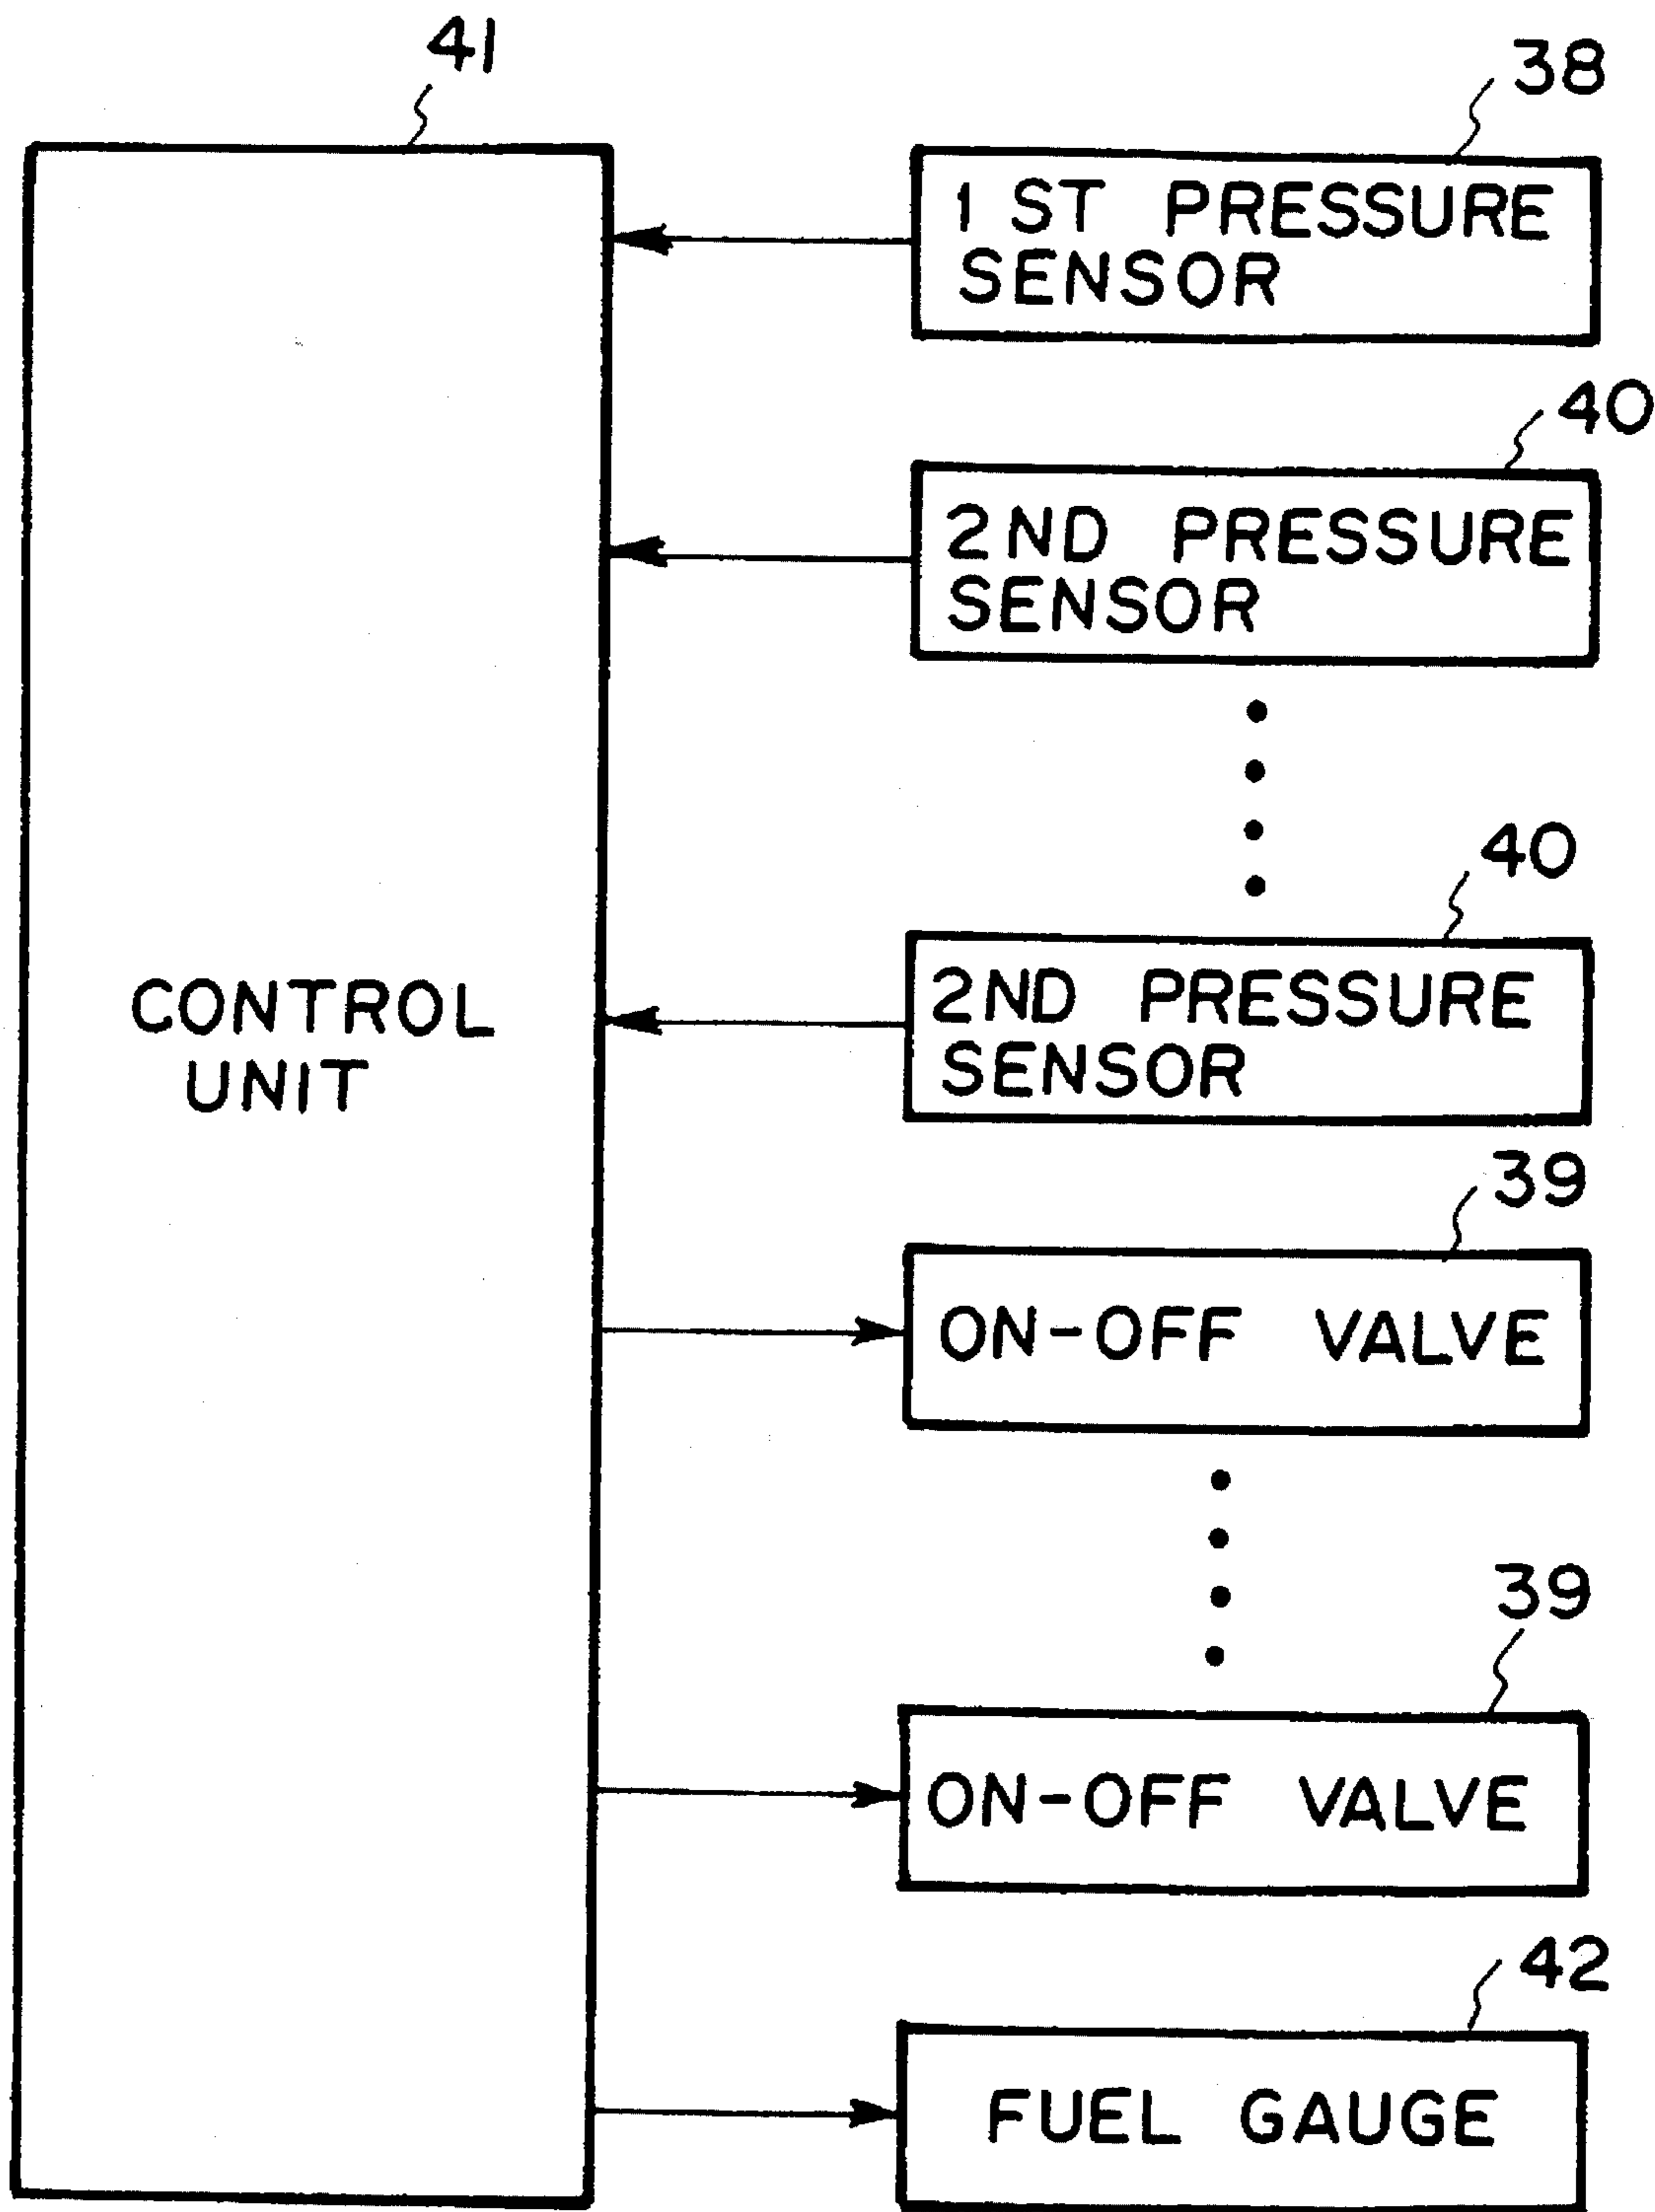 41
38
1 ST PRESSURE
SENSOR
40
2ND PRESSURE
SENSOR
40
2ND PRESSURE
SENSOR
CONTROL
UNIT
39
ON-OFF VALVE
39
ON-OFF VALVE
42
FUEL GAUGE